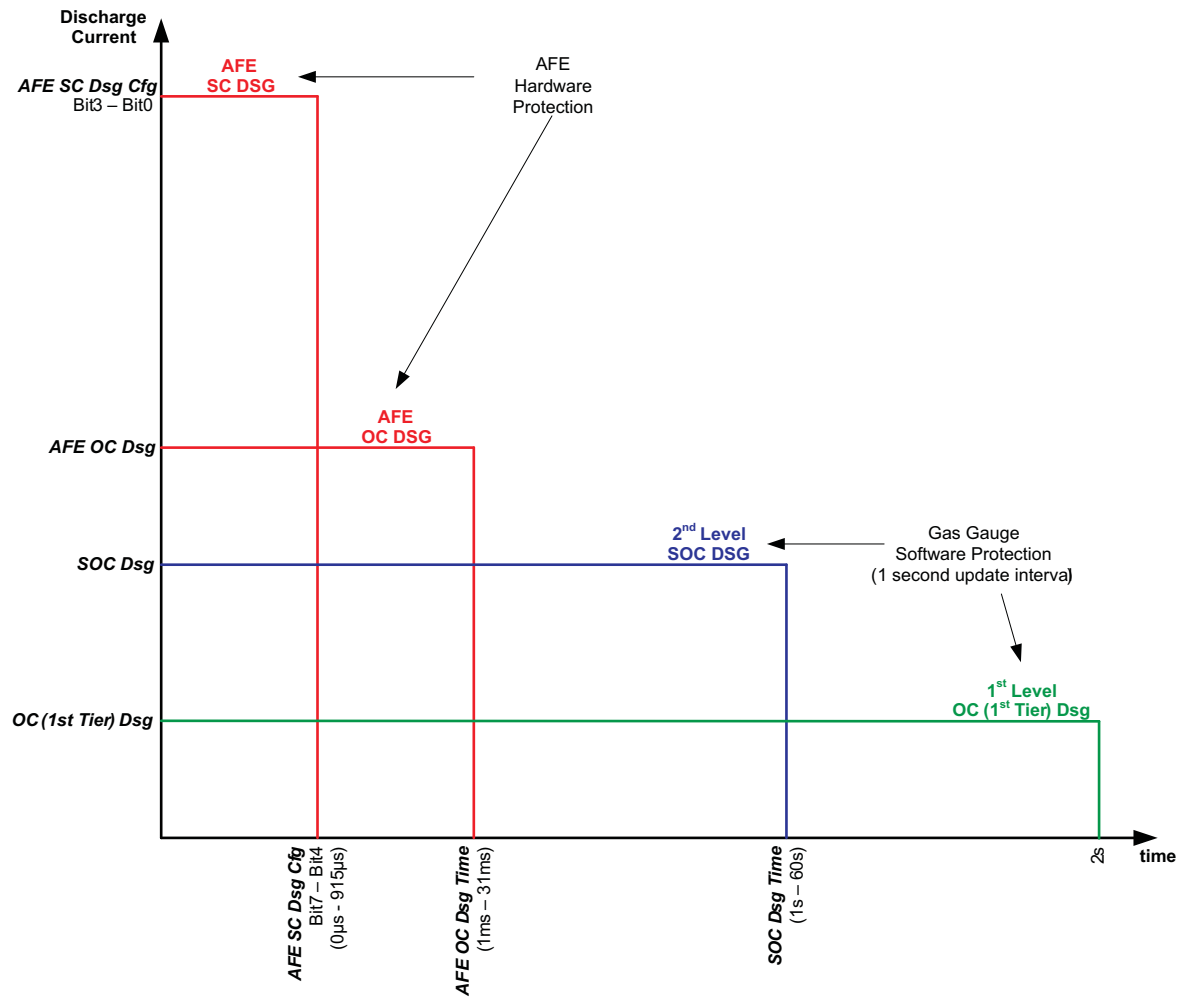 Discharge
Current
AFE SC Dsg Cfg
Bit3 – Bit0
AFE
SC DSG
AFE
Hardware
Protection
AFE OC Dsg
AFE
OC DSG
SOC Dsg
2nd Level
SOC DSG
Gas Gauge
Software Protection
(1 second update interval)
OC (1st Tier) Dsg
1st Level
OC (1st Tier) Dsg
time
AFE SC Dsg Cfg
Bit7 – Bit4
(0µs - 915µs)
AFE OC Dsg Time
(1ms – 31ms)
SOC Dsg Time
(1s – 60s)
2s